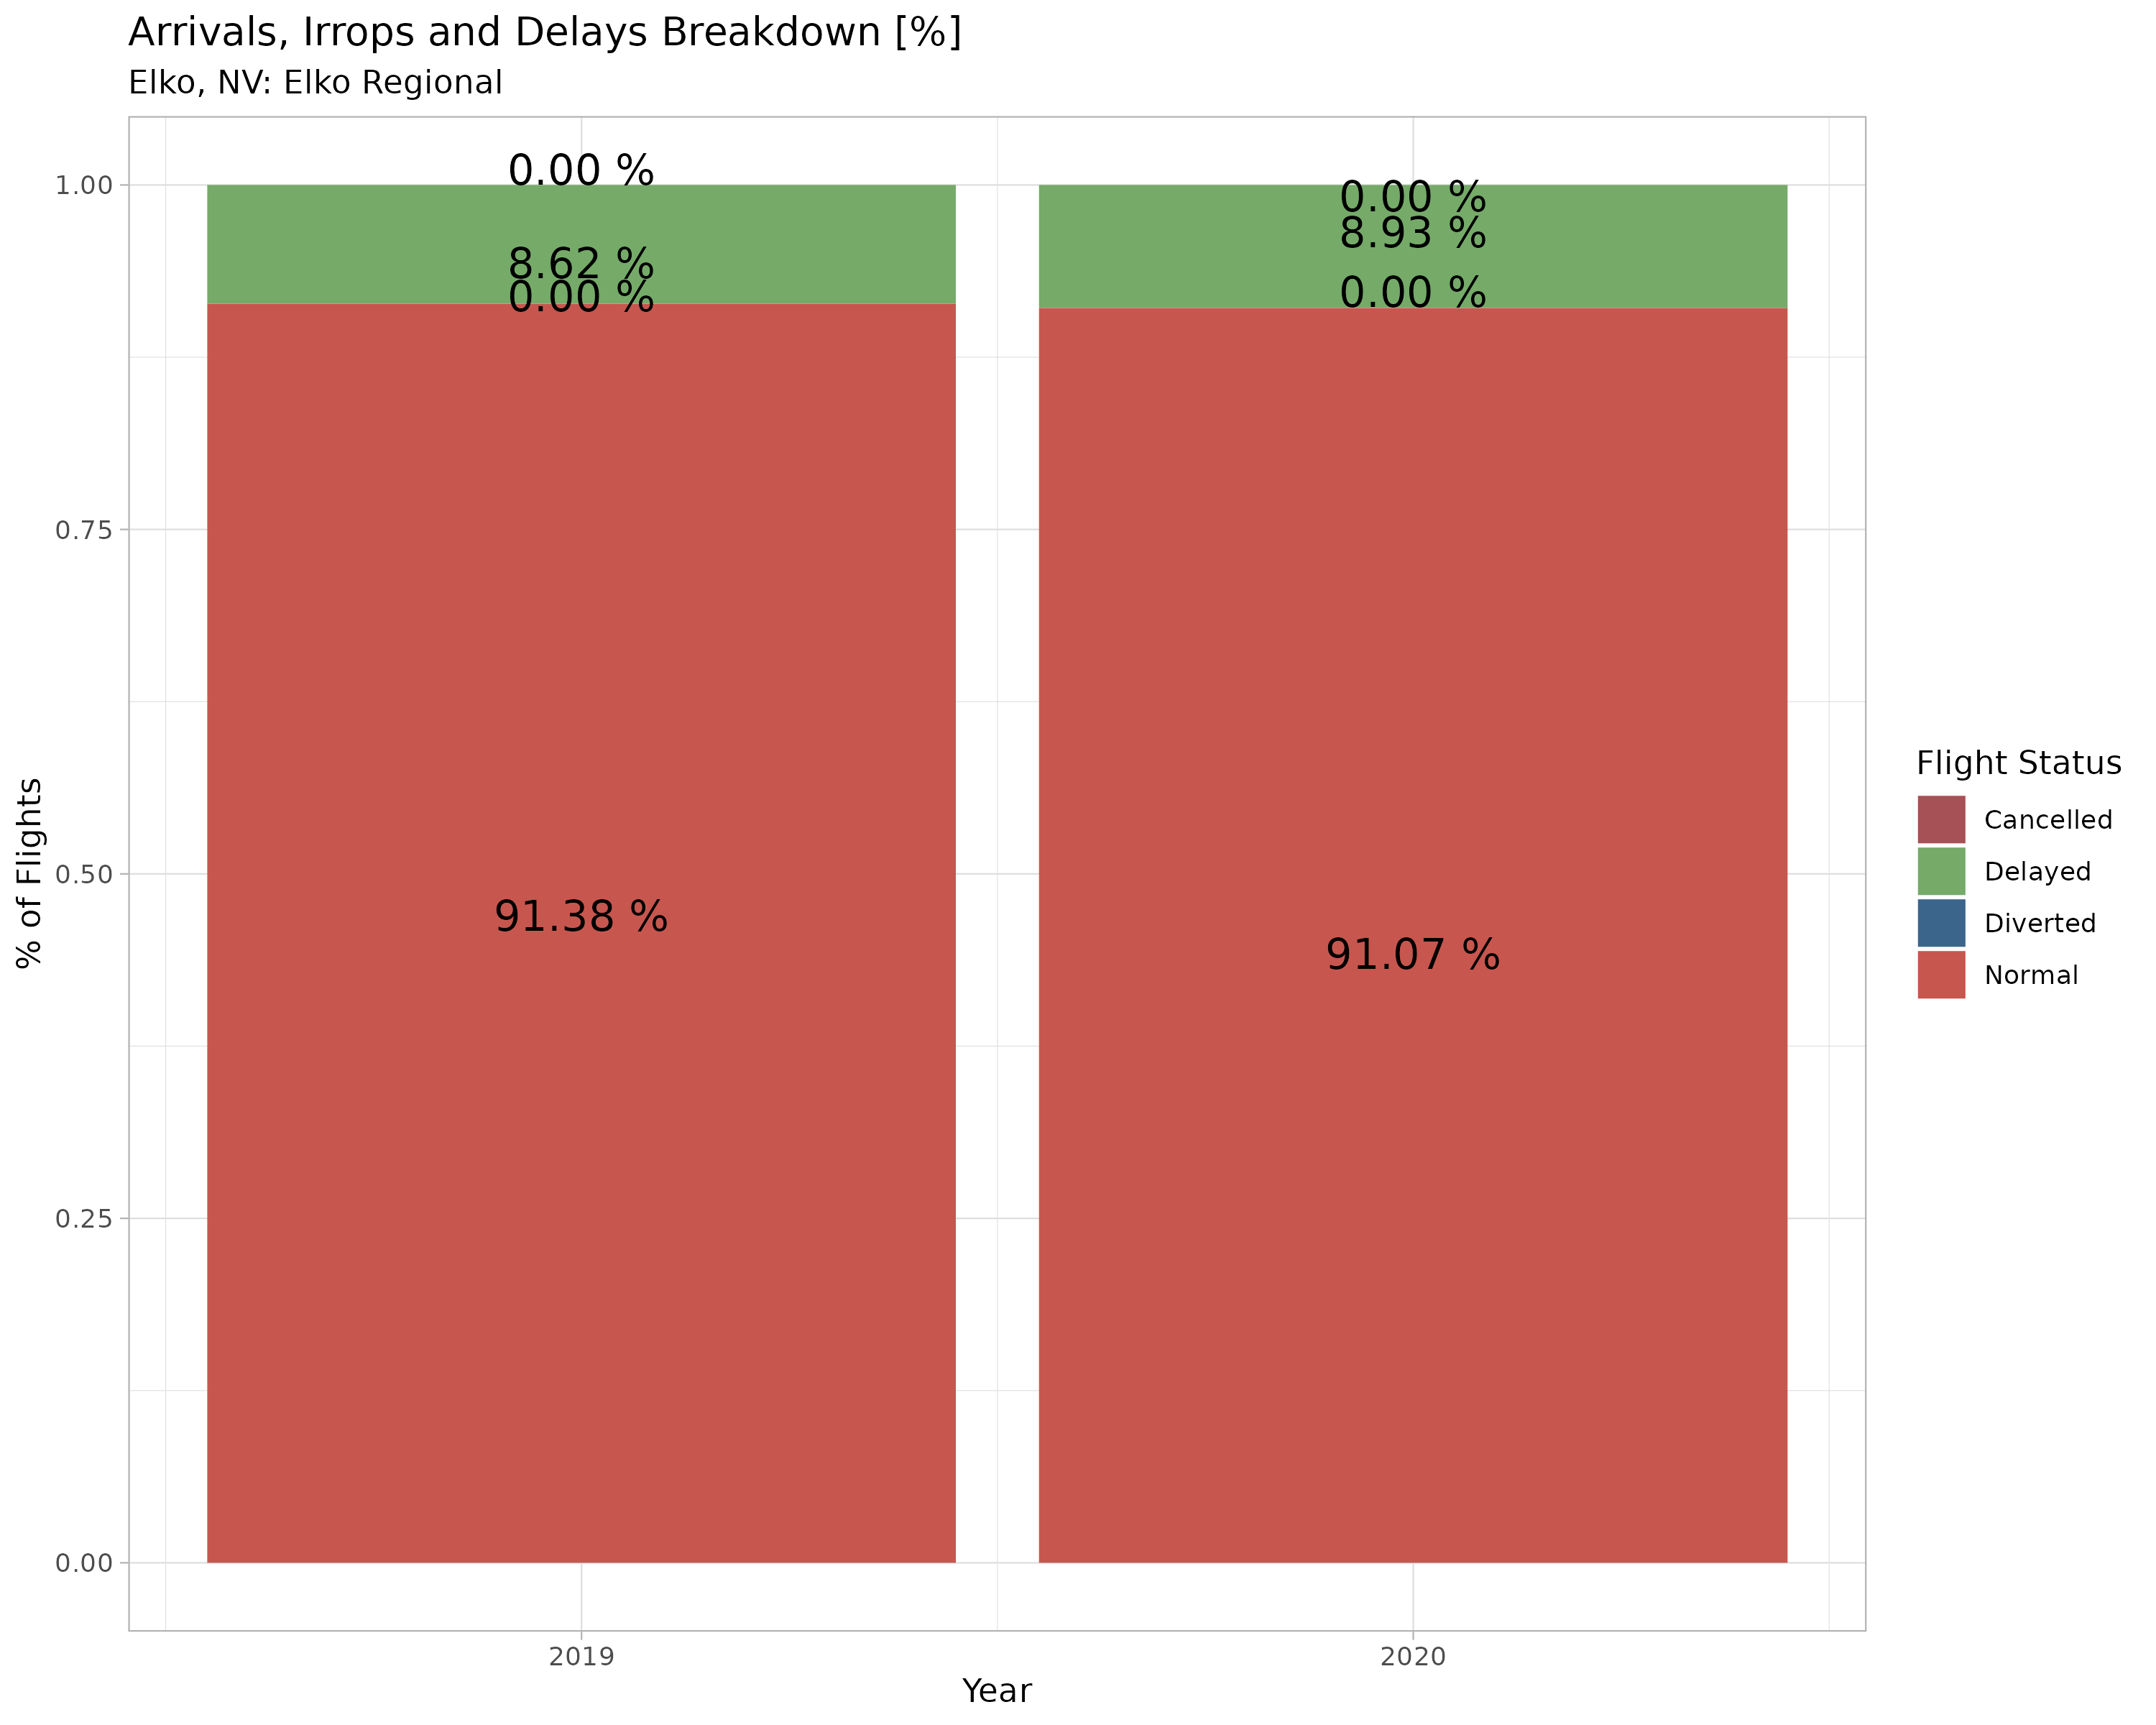 Arrivals, Irrops and Delays Breakdown [%]
Elko, NV: Elko Regional
% of Flights
1.00
0.75
0.50
0.25
0.00
0.00 %
8.62 %
0.00 %
91.38 %
0.00 %
8.93 %
0.00 %
91.07 %
2019
2020
Year
Flight Status
Cancelled
Delayed
Diverted
Normal